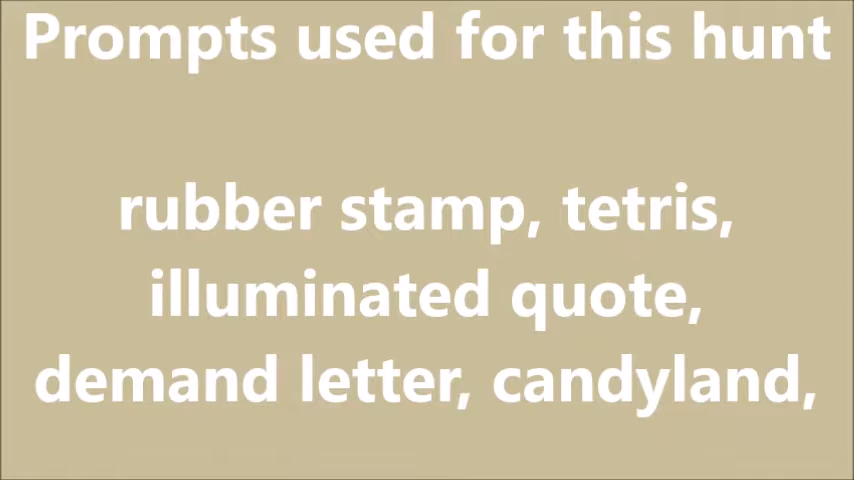 Prompts used for this hunt
rubber stamp, tetris,
illuminated quote,
demand letter, candyland,